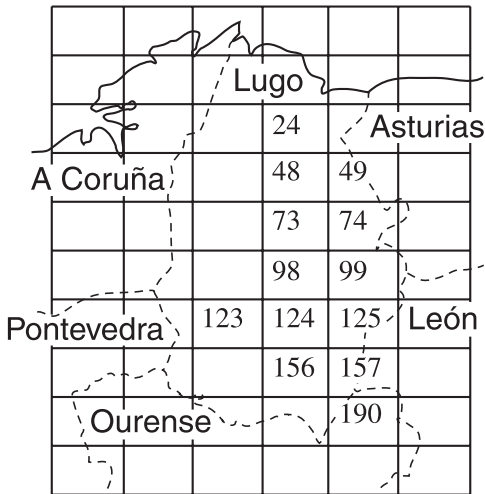 Lugo
24 Asturias
A Coruña 48 49
73 74
98 99
Pontevedra 123 124 125 León
156 157
Ourense 190